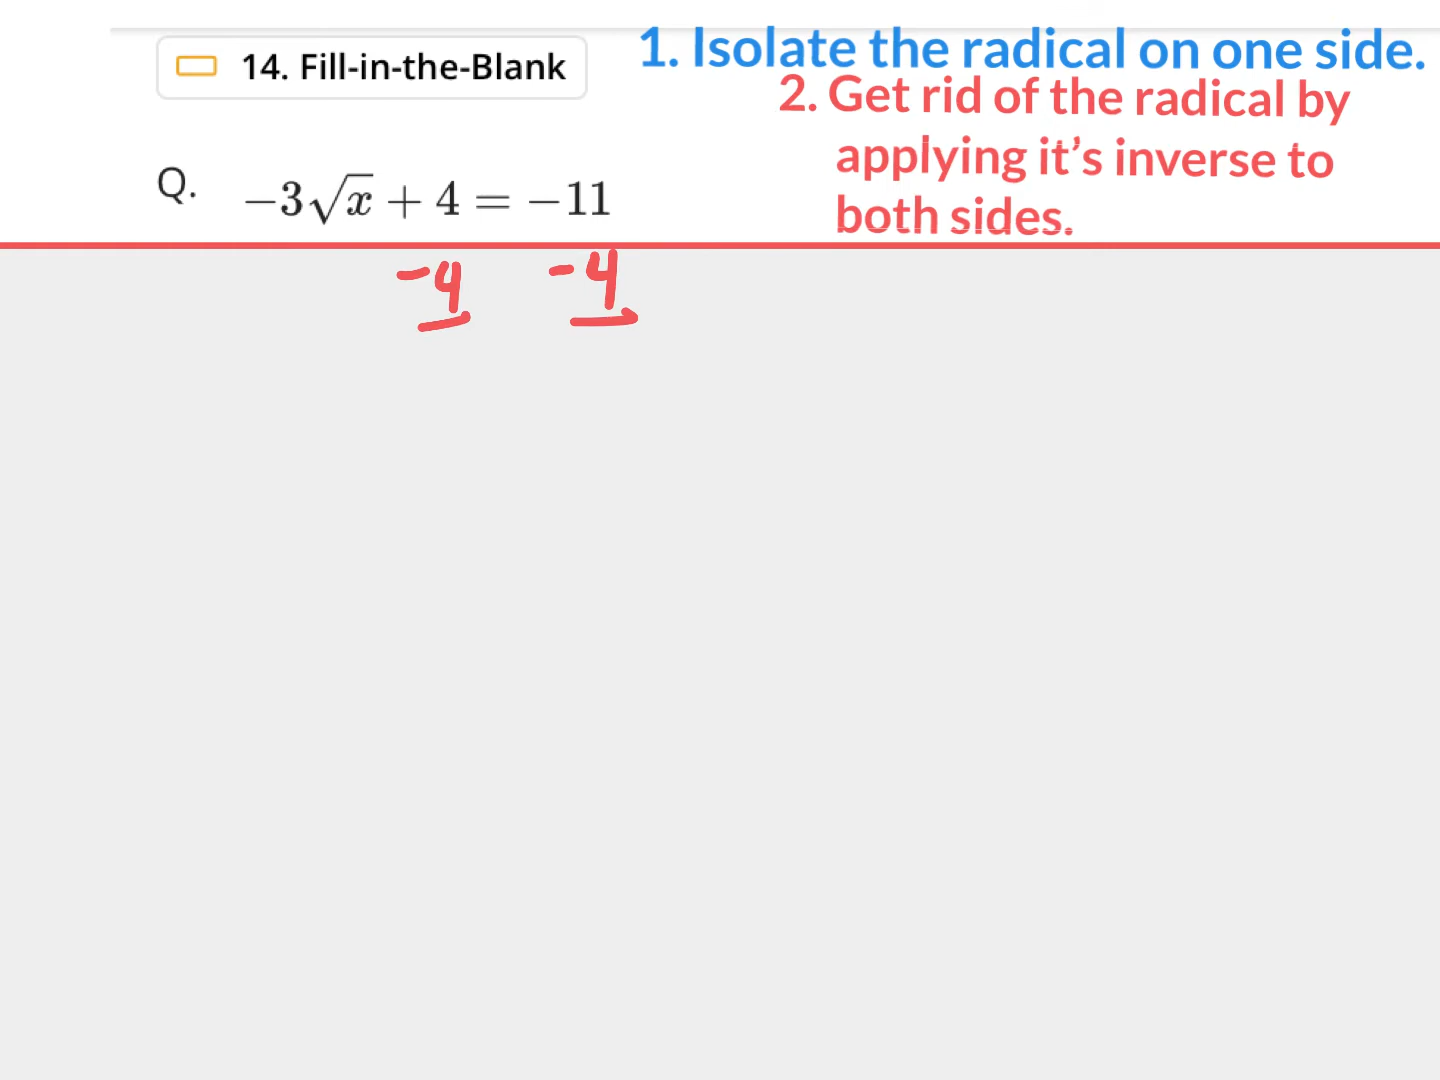 1. Isolate the radical on one side.
14. Fill-in-the-Blank
2. Get rid of the radical by
applying it’s inverse to
both sides.
Q. −3√x + 4 = −11
-4 -4